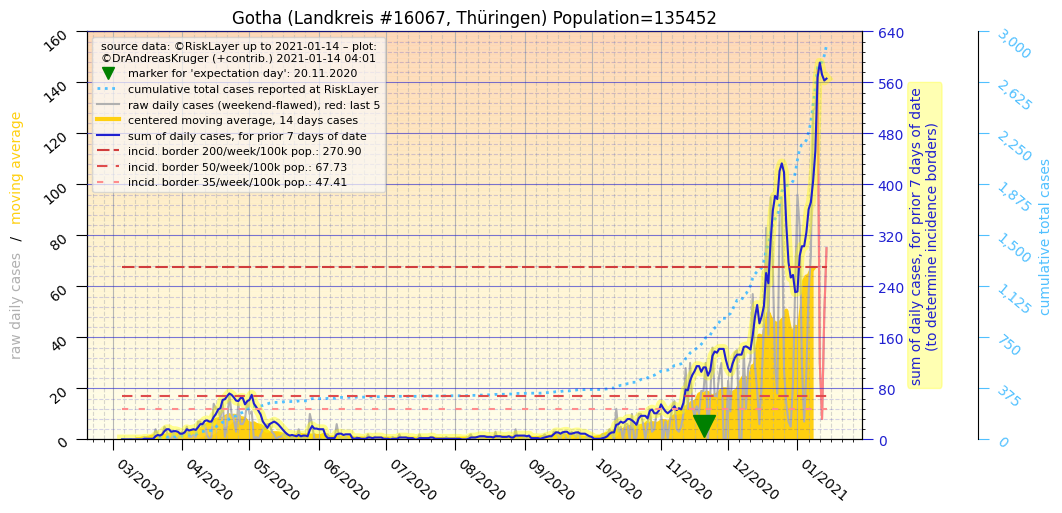 Gotha (Landkreis #16067, Thüringen) Population=135452
source data: ©RiskLayer up to 2021-01-14 – plot:
©DrAndreasKruger (+contrib.) 2021-01-14 04:01
marker for 'expectation day': 20.11.2020
cumulative total cases reported at RiskLayer
raw daily cases (weekend-flawed), red: last 5
centered moving average, 14 days cases
sum of daily cases, for prior 7 days of date
incid. border 200/week/100k pop.: 270.90
incid. border 50/week/100k pop.: 67.73
incid. border 35/week/100k pop.: 47.41
raw daily cases / moving average
160
140
120
100
80
60
40
20
0
03/2020
04/2020
05/2020
06/2020
07/2020
08/2020
09/2020
10/2020
11/2020
12/2020
01/2021
640
560
480
400
320
240
160
80
0
sum of daily cases, for prior 7 days of date
(to determine incidence borders)
3,000
2,625
2,250
1,875
1,500
1,125
750
375
0
cumulative total cases